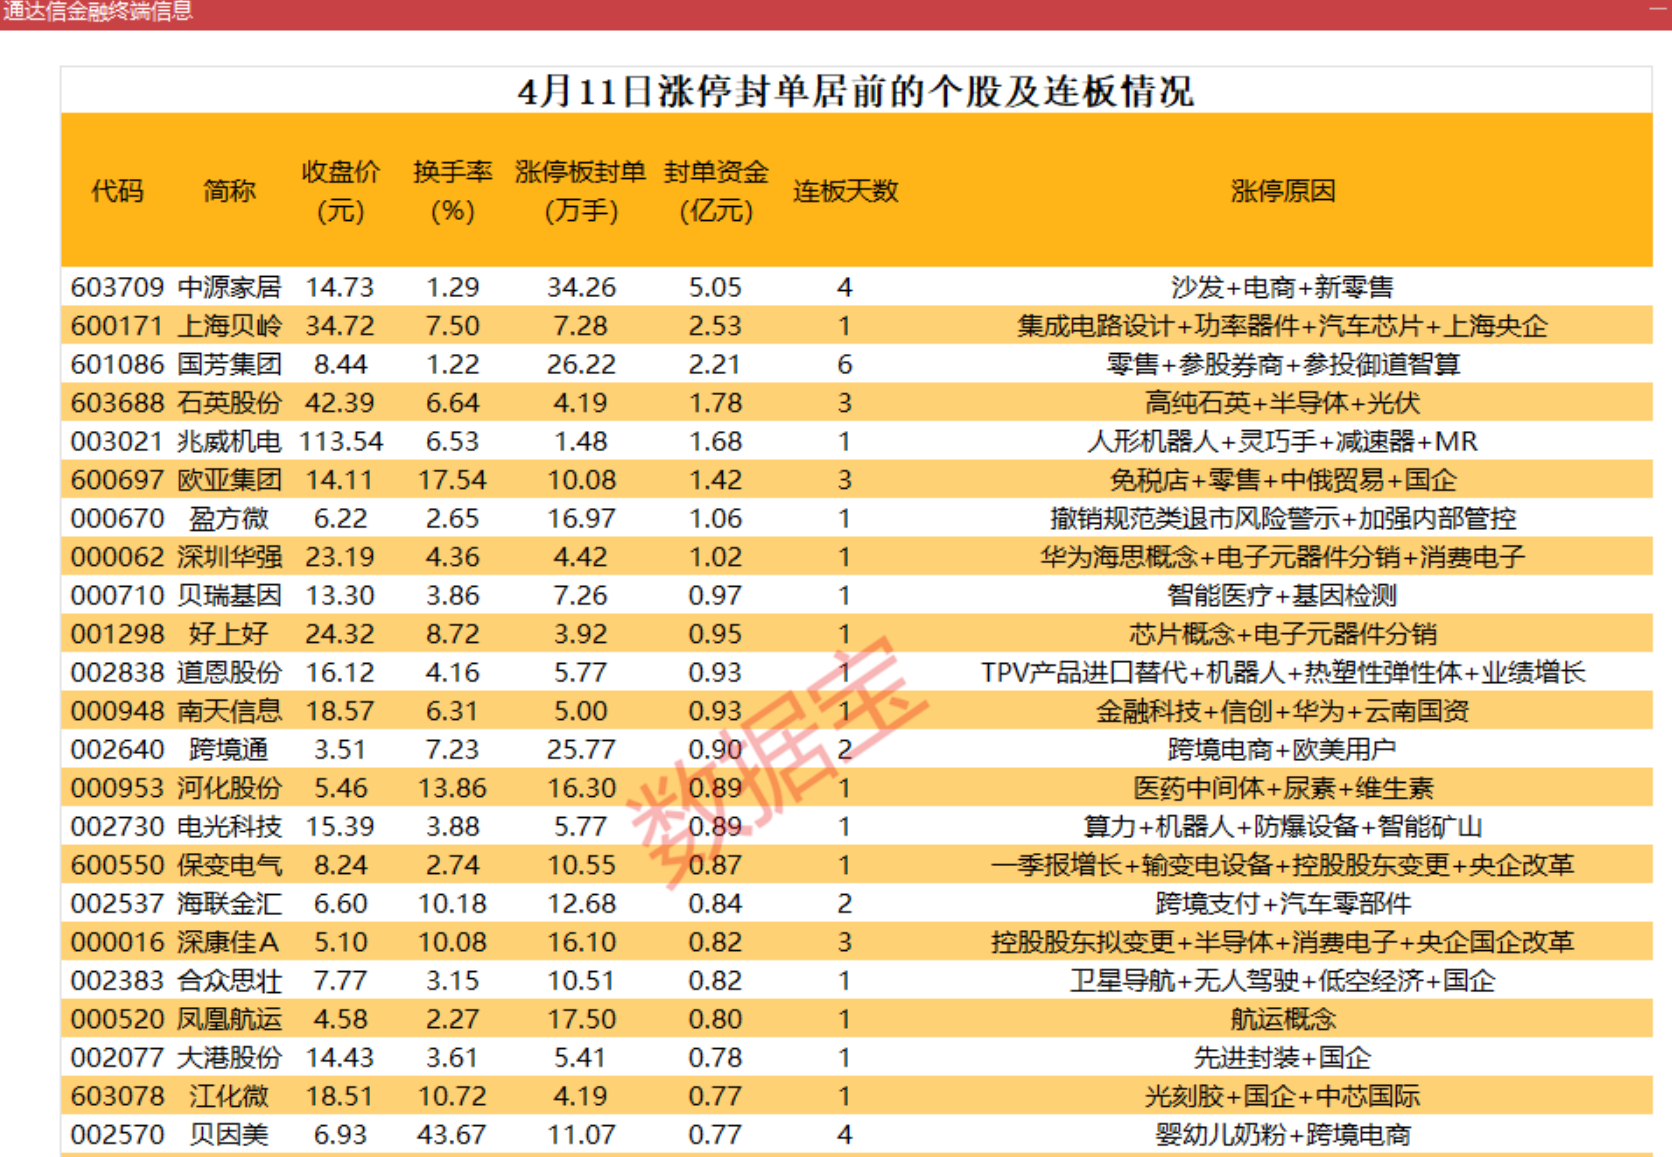 通达信金融终端信息
4月11日涨停封单居前的个股及连板情况
代码 简称 收盘价(元) 换手率(%) 涨停板封单(万手) 封单资金(亿元) 连板天数 涨停原因
603709 中源家居 14.73 1.29 34.26 5.05 4 沙发+电商+新零售
600171 上海贝岭 34.72 7.50 7.28 2.53 1 集成电路设计+功率器件+汽车芯片+上海央企
601086 国芳集团 8.44 1.22 26.22 2.21 6 零售+参股券商+参投御道智算
603688 石英股份 42.39 6.64 4.19 1.78 3 高纯石英+半导体+光伏
003021 兆威机电 113.54 6.53 1.48 1.68 1 人形机器人+灵巧手+减速器+MR
600697 欧亚集团 14.11 17.54 10.08 1.42 3 免税店+零售+中俄贸易+国企
000670 盈方微 6.22 2.65 16.97 1.06 1 撤销规范类退市风险警示+加强内部管控
000062 深圳华强 23.19 4.36 4.42 1.02 1 华为海思概念+电子元器件分销+消费电子
000710 贝瑞基因 13.30 3.86 7.26 0.97 1 智能医疗+基因检测
001298 好上好 24.32 8.72 3.92 0.95 1 芯片概念+电子元器件分销
002838 道恩股份 16.12 4.16 5.77 0.93 1 TPV产品进口替代+机器人+热塑性弹性体+业绩增长
000948 南天信息 18.57 6.31 5.00 0.93 1 金融科技+信创+华为+云南国资
002640 跨境通 3.51 7.23 25.77 0.90 2 跨境电商+欧美用户
000953 河化股份 5.46 13.86 16.30 0.89 1 医药中间体+尿素+维生素
002730 电光科技 15.39 3.88 5.77 0.89 1 算力+机器人+防爆设备+智能矿山
600550 保变电气 8.24 2.74 10.55 0.87 1 一季报增长+输变电设备+控股股东变更+央企改革
002537 海联金汇 6.60 10.18 12.68 0.84 2 跨境支付+汽车零部件
000016 深康佳A 5.10 10.08 16.10 0.82 3 控股股东拟变更+半导体+消费电子+央企国企改革
002383 合众思壮 7.77 3.15 10.51 0.82 1 卫星导航+无人驾驶+低空经济+国企
000520 凤凰航运 4.58 2.27 17.50 0.80 1 航运概念
002077 大港股份 14.43 3.61 5.41 0.78 1 先进封装+国企
603078 江化微 18.51 10.72 4.19 0.77 1 光刻胶+国企+中芯国际
002570 贝因美 6.93 43.67 11.07 0.77 4 婴幼儿奶粉+跨境电商
数据宝